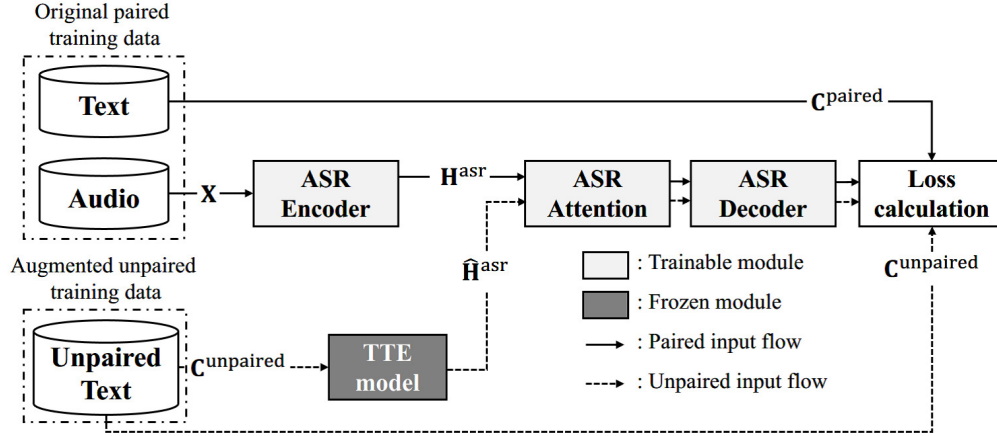 Original paired
training data
Text
C^paired
Audio
X
ASR
Encoder
H^asr
ASR
Attention
ASR
Decoder
Loss
calculation
Augmented unpaired
training data
Ĥ^asr
C^unpaired
: Trainable module
: Frozen module
: Paired input flow
: Unpaired input flow
Unpaired
Text
C^unpaired
TTE
model